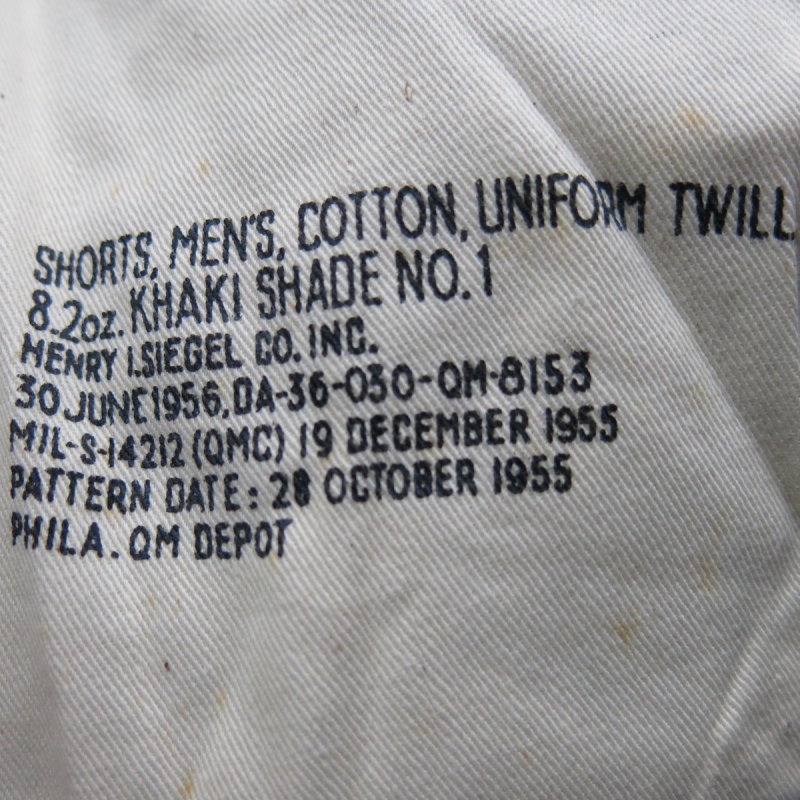 SHORTS, MEN'S, COTTON, UNIFORM TWILL,
8.2oz. KHAKI SHADE NO. 1
HENRY I. SIEGEL CO. INC.
30 JUNE 1956, DA-36-030-QM-8153
MIL-S-14212 (QMC) 19 DECEMBER 1955
PATTERN DATE: 28 OCTOBER 1955
PHILA. QM DEPOT